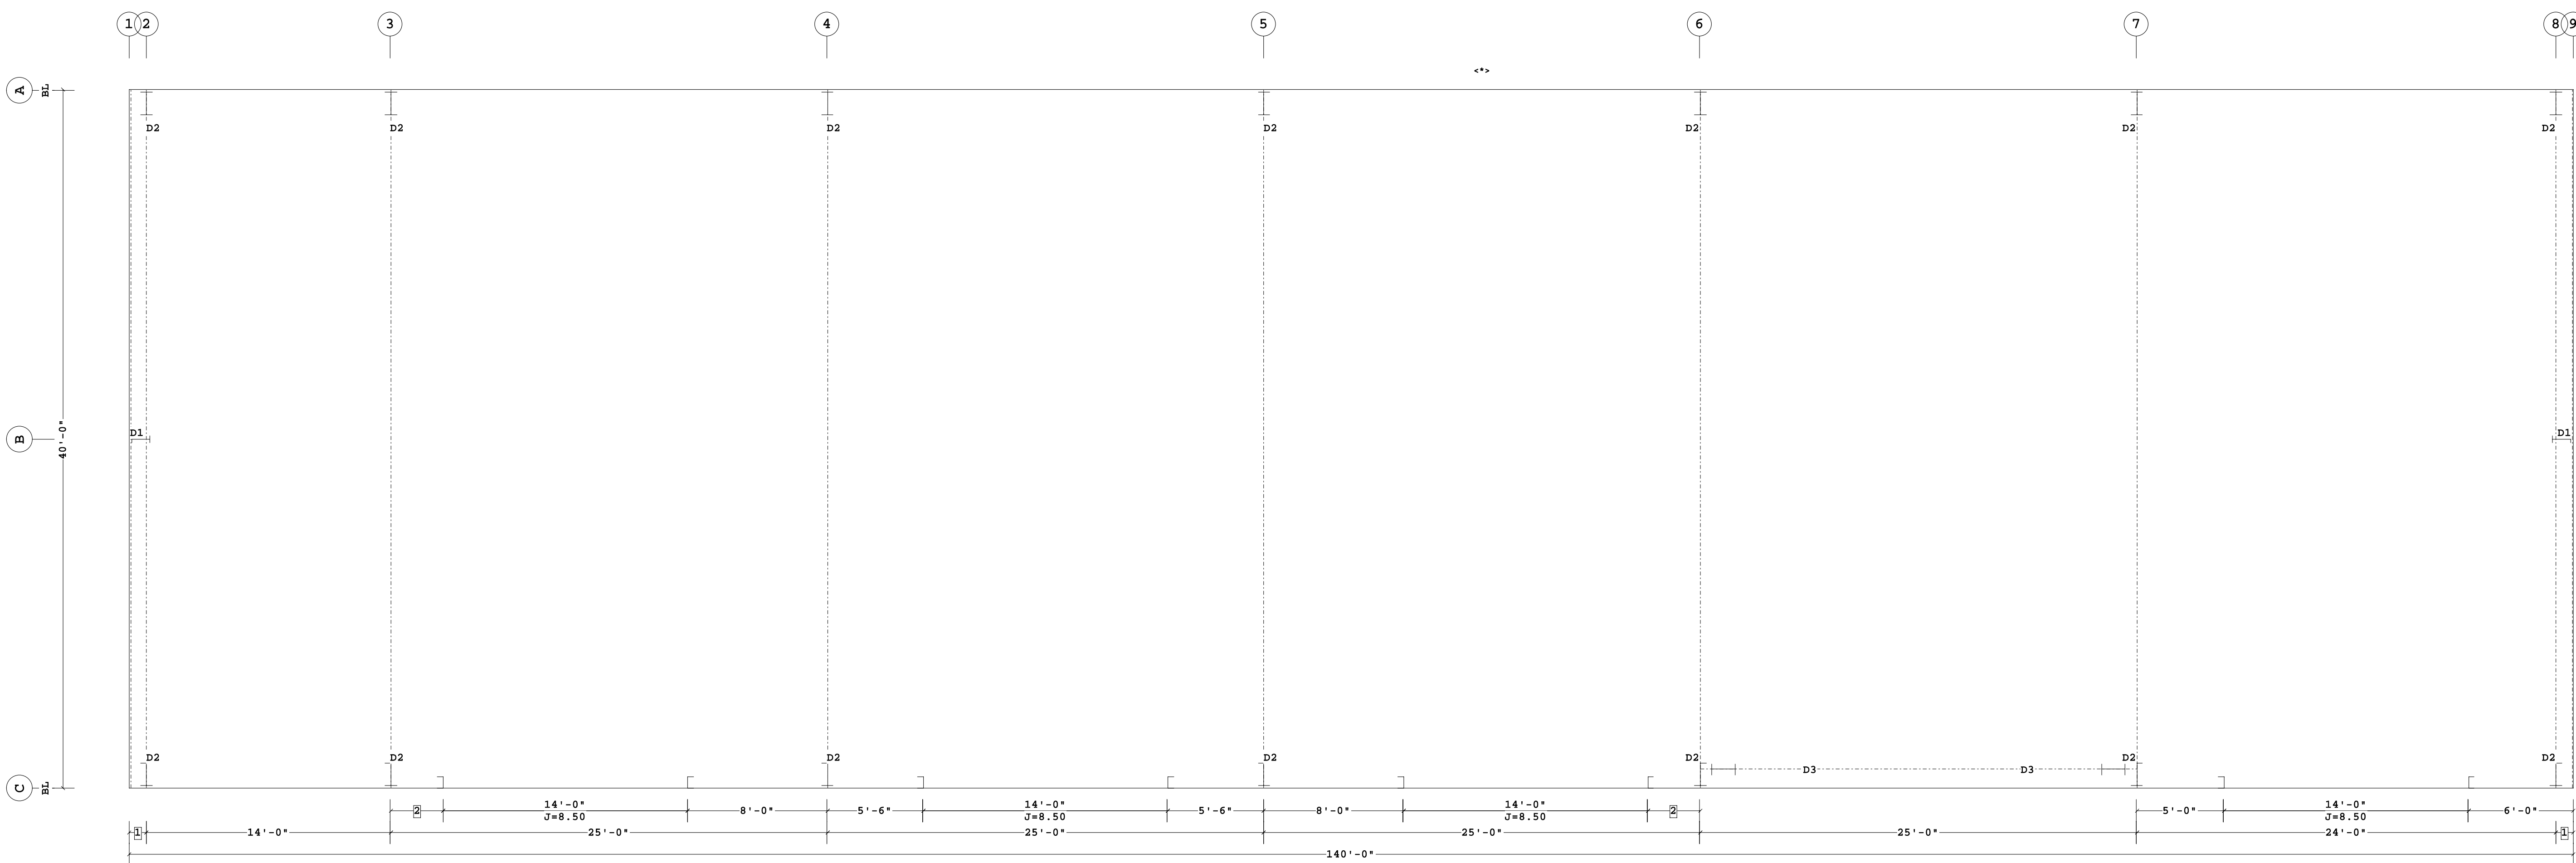 1 2 3 4 5 6 7 8 9
<*>
A BL
D2 D2 D2 D2 D2 D2 D2
B 40'-0" D1 D1
D2 D2 D2 D2 D2 D2 D2
D3 D3
C BL
2 14'-0" 8'-0" 5'-6" 14'-0" 5'-6" 8'-0" 14'-0" 2 5'-0" 14'-0" 6'-0"
J=8.50 J=8.50 J=8.50 J=8.50
1 14'-0" 25'-0" 25'-0" 25'-0" 25'-0" 24'-0" 1
140'-0"